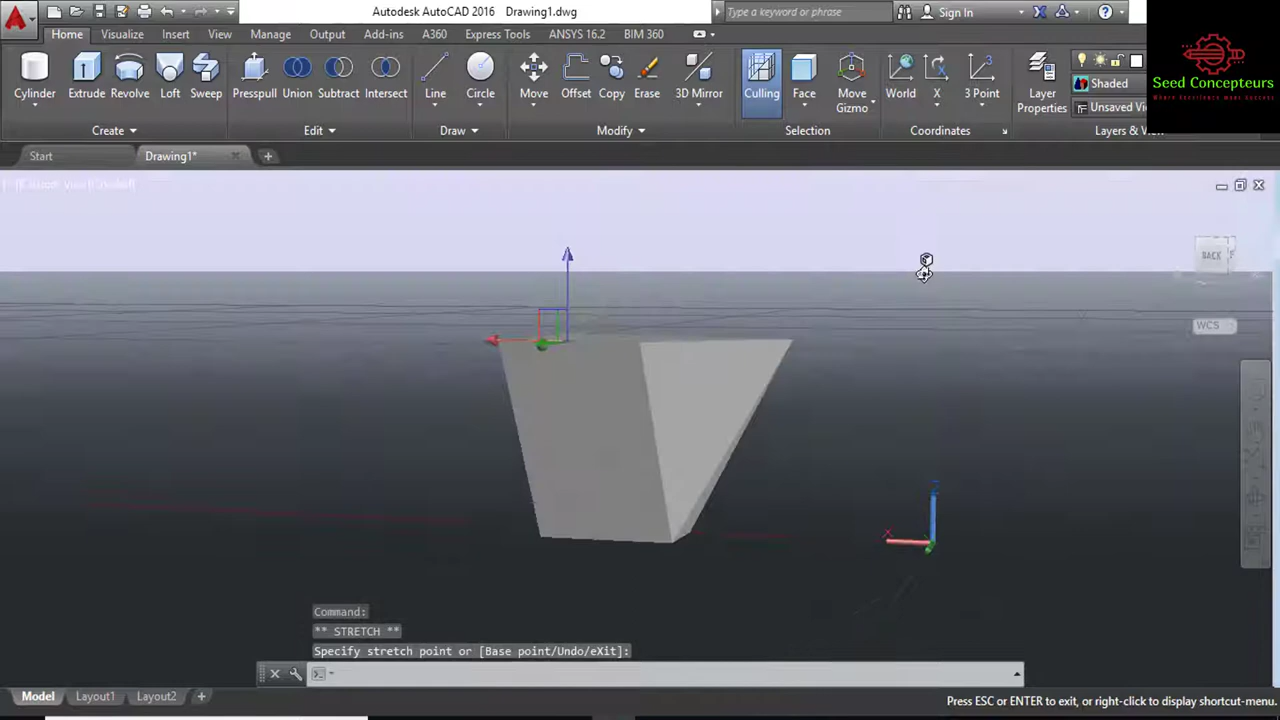 Autodesk AutoCAD 2016 Drawing1.dwg
Type a keyword or phrase
Sign In
Home Visualize Insert View Manage Output Add-ins A360 Express Tools ANSYS 16.2 BIM 360
Cylinder Extrude Revolve Loft Sweep
Presspull Union Subtract Intersect
Line Circle Move Offset Copy Erase 3D Mirror
Culling Face Move Gizmo
World X 3 Point
Layer Properties
Shaded
Unsaved Vi
Create Edit Draw Modify Selection Coordinates Layers & Vi
Seed Concepteurs
Start Drawing1*
BACK
WCS
X
Command:
** STRETCH **
Specify stretch point or [Base point/Undo/eXit]:
Model Layout1 Layout2 +
Press ESC or ENTER to exit, or right-click to display shortcut-menu.